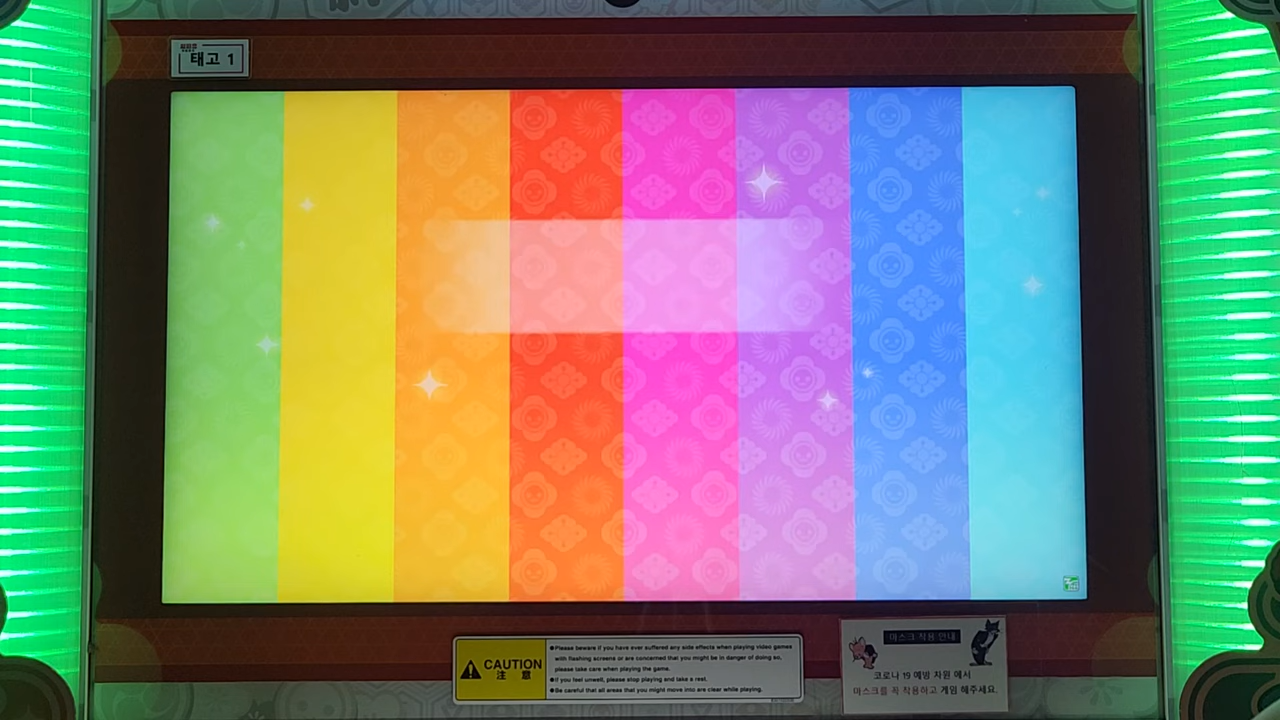 태고 1
CAUTION
注 意
●Please beware if you have ever suffered any side effects when playing video games
with flashing screens or are concerned that you might be in danger of doing so,
please take care when playing the game.
●If you feel unwell, please stop playing and take a rest.
●Be careful that all areas that you might move into are clear while playing.
마스크 착용 안내
코로나 19 예방 차원 에서
마스크를 꼭 착용하고 게임 해주세요.